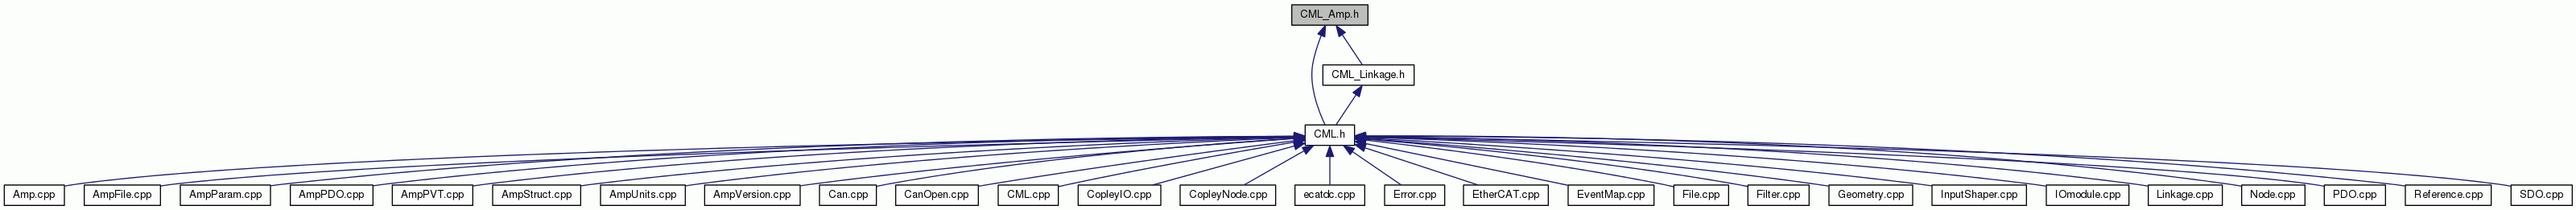 CML_Amp.h
CML_Linkage.h
CML.h
Amp.cpp
AmpFile.cpp
AmpParam.cpp
AmpPDO.cpp
AmpPVT.cpp
AmpStruct.cpp
AmpUnits.cpp
AmpVersion.cpp
Can.cpp
CanOpen.cpp
CML.cpp
CopleyIO.cpp
CopleyNode.cpp
ecatdc.cpp
Error.cpp
EtherCAT.cpp
EventMap.cpp
File.cpp
Filter.cpp
Geometry.cpp
InputShaper.cpp
IOmodule.cpp
Linkage.cpp
Node.cpp
PDO.cpp
Reference.cpp
SDO.cpp